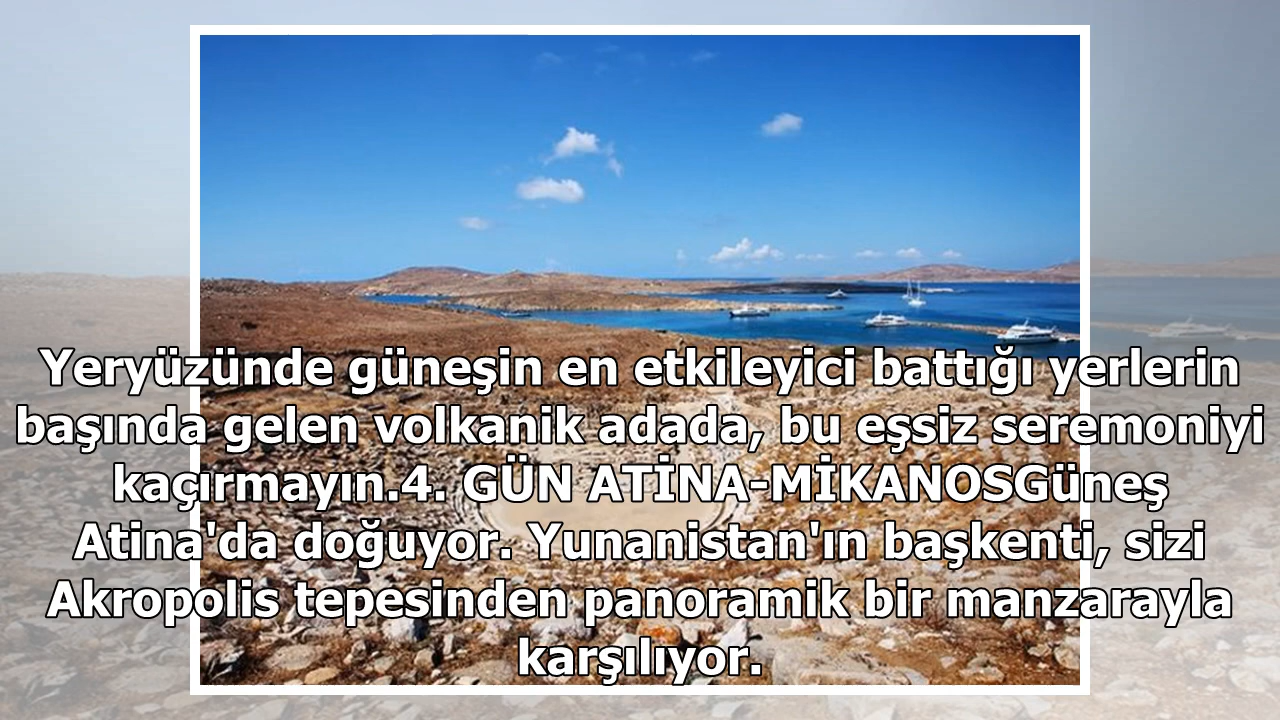 Yeryüzünde güneşin en etkileyici battığı yerlerin
başında gelen volkanik adada, bu eşsiz seremoniyi
kaçırmayın.4. GÜN ATİNA-MİKANOSGüneş
Atina'da doğuyor. Yunanistan'ın başkenti, sizi
Akropolis tepesinden panoramik bir manzarayla
karşılıyor.